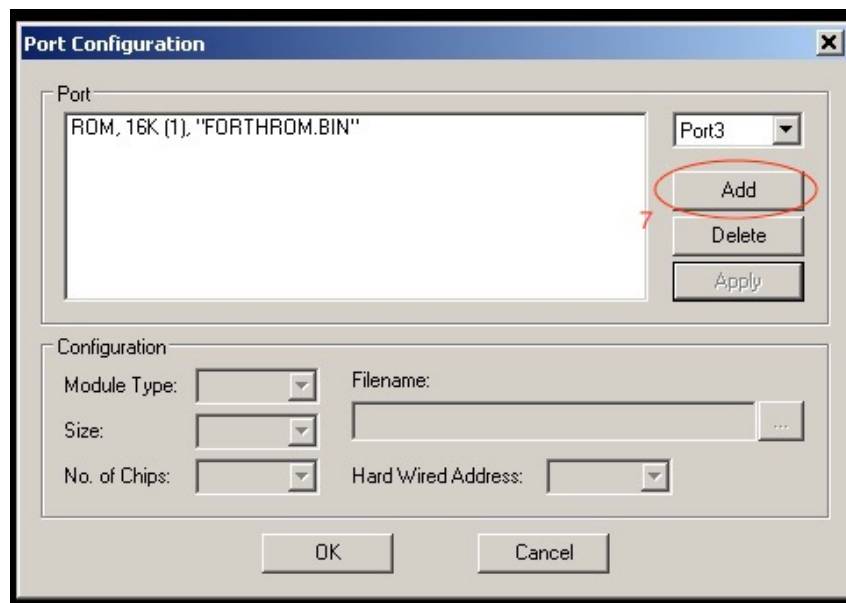 Port Configuration
Port
ROM, 16K (1), "FORTHROM.BIN"
Port3
Add
7
Delete
Apply
Configuration
Module Type:
Filename:
Size:
...
No. of Chips:
Hard Wired Address:
OK
Cancel